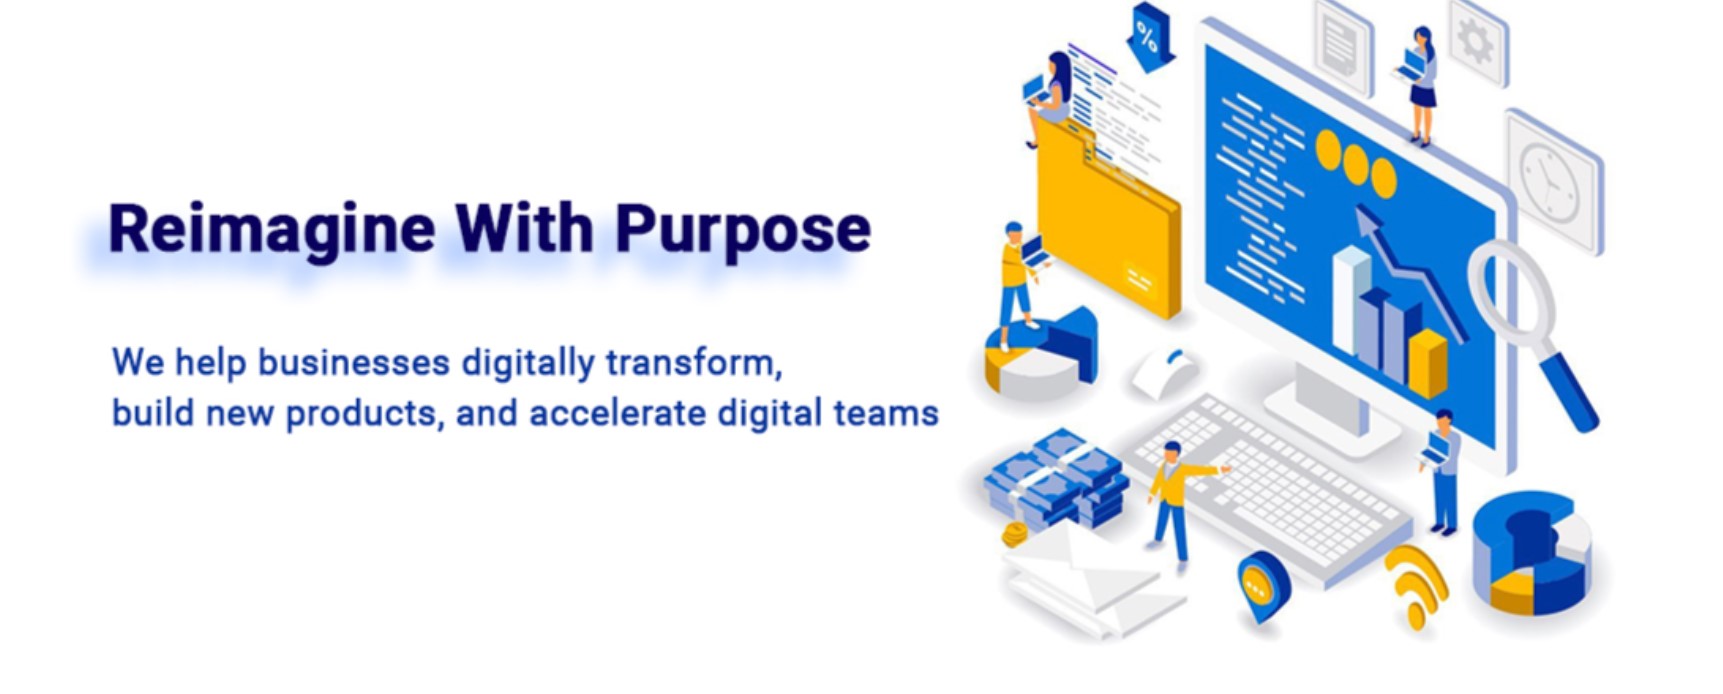 Reimagine With Purpose
We help businesses digitally transform,
build new products, and accelerate digital teams
%